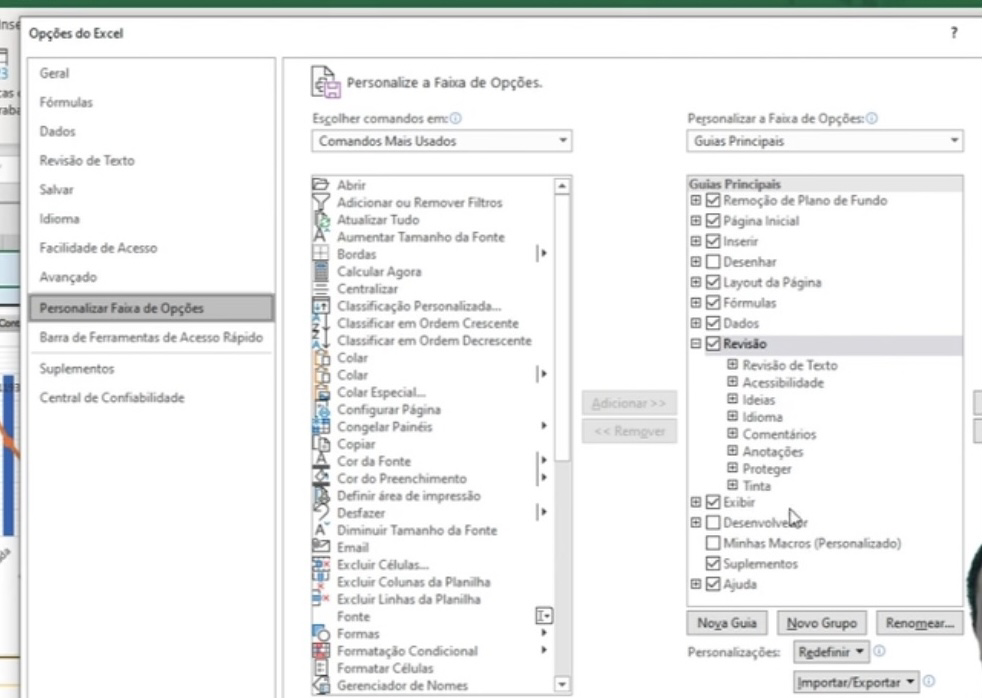 Inse
Opções do Excel
?
Geral
Fórmulas
Dados
Revisão de Texto
Salvar
Idioma
Facilidade de Acesso
Avançado
Personalizar Faixa de Opções
Barra de Ferramentas de Acesso Rápido
Suplementos
Central de Confiabilidade
Personalize a Faixa de Opções.
Escolher comandos em:
Comandos Mais Usados
Abrir
Adicionar ou Remover Filtros
Atualizar Tudo
Aumentar Tamanho da Fonte
Bordas
Calcular Agora
Centralizar
Classificação Personalizada...
Classificar em Ordem Crescente
Classificar em Ordem Decrescente
Colar
Colar
Colar Especial...
Configurar Página
Congelar Painéis
Copiar
Cor da Fonte
Cor do Preenchimento
Definir área de impressão
Desfazer
Diminuir Tamanho da Fonte
Email
Excluir Células...
Excluir Colunas da Planilha
Excluir Linhas da Planilha
Fonte
Formas
Formatação Condicional
Formatar Células
Gerenciador de Nomes
Adicionar >>
<< Remover
Personalizar a Faixa de Opções:
Guias Principais
Guias Principais
Remoção de Plano de Fundo
Página Inicial
Inserir
Desenhar
Layout da Página
Fórmulas
Dados
Revisão
Revisão de Texto
Acessibilidade
Ideias
Idioma
Comentários
Anotações
Proteger
Tinta
Exibir
Desenvolvedor
Minhas Macros (Personalizado)
Suplementos
Ajuda
Nova Guia
Novo Grupo
Renomear...
Personalizações:
Redefinir
Importar/Exportar